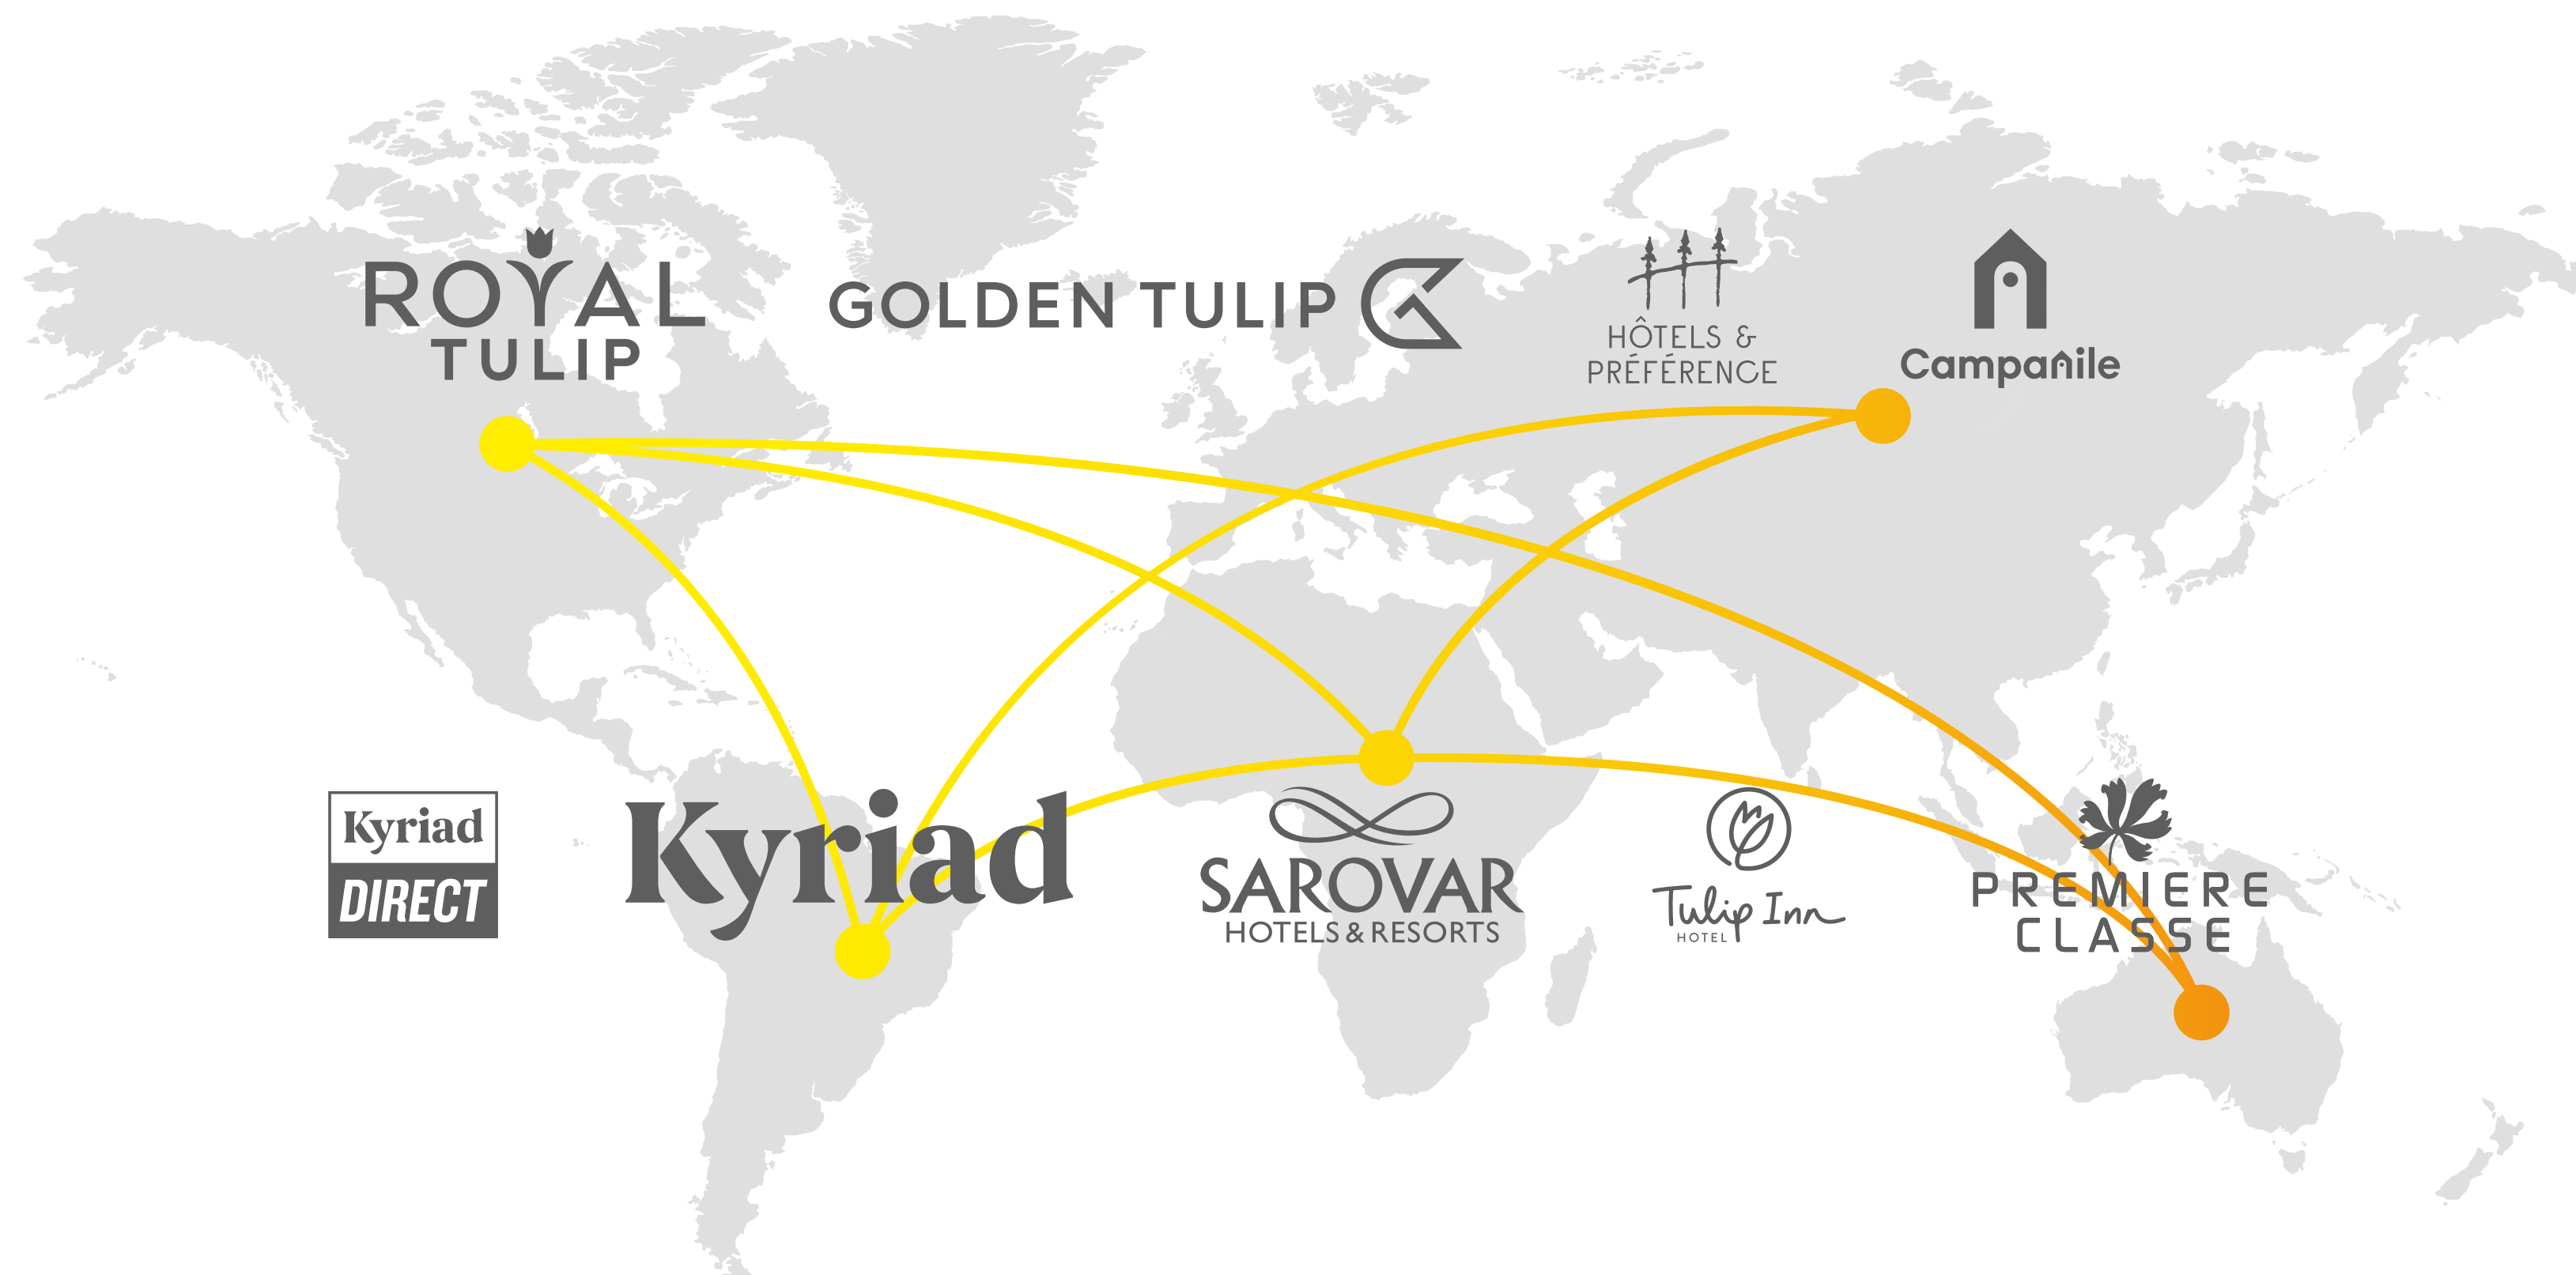 ROYAL
TULIP
GOLDEN TULIP
HÔTELS &
PRÉFÉRENCE
Campanile
Kyriad
DIRECT
Kyriad
SAROVAR
HOTELS & RESORTS
Tulip Inn
HOTEL
PREMIERE
CLASSE